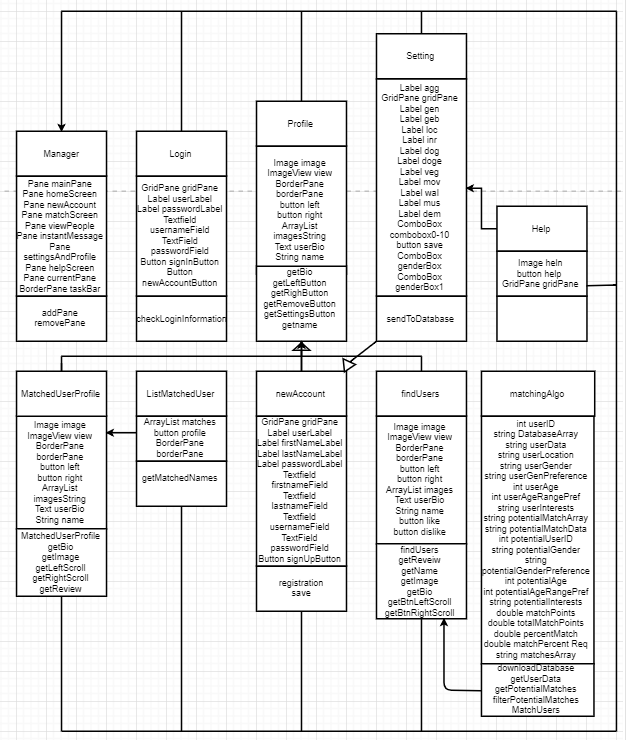 Setting
Label agg
GridPane gridPane
Label gen
Label geb
Label loc
Label inr
Label dog
Label doge
Label veg
Label mov
Label wal
Label mus
Label dem
ComboBox
combobox0-10
button save
ComboBox
genderBox
ComboBox
genderBox1
sendToDatabase
Profile
Image image
ImageView view
BorderPane
borderPane
button left
button right
ArrayList
imagesString
Text userBio
String name
getBio
getLeftButton
getRighButton
getRemoveButton
getSettingsButton
getname
Manager
Pane mainPane
Pane homeScreen
Pane newAccount
Pane matchScreen
Pane viewPeople
Pane instantMessage
Pane
settingsAndProfile
Pane helpScreen
Pane currentPane
BorderPane taskBar
addPane
removePane
Login
GridPane gridPane
Label userLabel
Label passwordLabel
Textfield
usernameField
TextField
passwordField
Button signInButton
Button
newAccountButton
checkLoginInformation
Help
Image heln
button help
GridPane gridPane
MatchedUserProfile
Image image
ImageView view
BorderPane
borderPane
button left
button right
ArrayList
imagesString
Text userBio
String name
MatchedUserProfile
getBio
getImage
getLeftScroll
getRightScroll
getReview
ListMatchedUser
ArrayList matches
button profile
BorderPane
borderPane
getMatchedNames
newAccount
GridPane gridPane
Label userLabel
Label firstNameLabel
Label lastNameLabel
Label passwordLabel
Textfield
firstnameField
Textfield
lastnameField
Textfield
usernameField
TextField
passwordField
Button signUpButton
registration
save
findUsers
Image image
ImageView view
BorderPane
borderPane
button left
button right
ArrayList images
Text userBio
String name
button like
button dislike
findUsers
getReveiw
getName
getImage
getBio
getBtnLeftScroll
getBtnRightScroll
matchingAlgo
int userID
string DatabaseArray
string userData
string userLocation
string userGender
string userGenPreference
int userAge
int userAgeRangePref
string userInterests
string potentialMatchArray
string potentialMatchData
int potentialUserID
string potentialGender
string
potentialGenderPreference
int potentialAge
int potentialAgeRangePref
string potentialInterests
double matchPoints
double totalMatchPoints
double percentMatch
double matchPercent Req
string matchesArray
downloadDatabase
getUserData
getPotentialMatches
filterPotentialMatches
MatchUsers